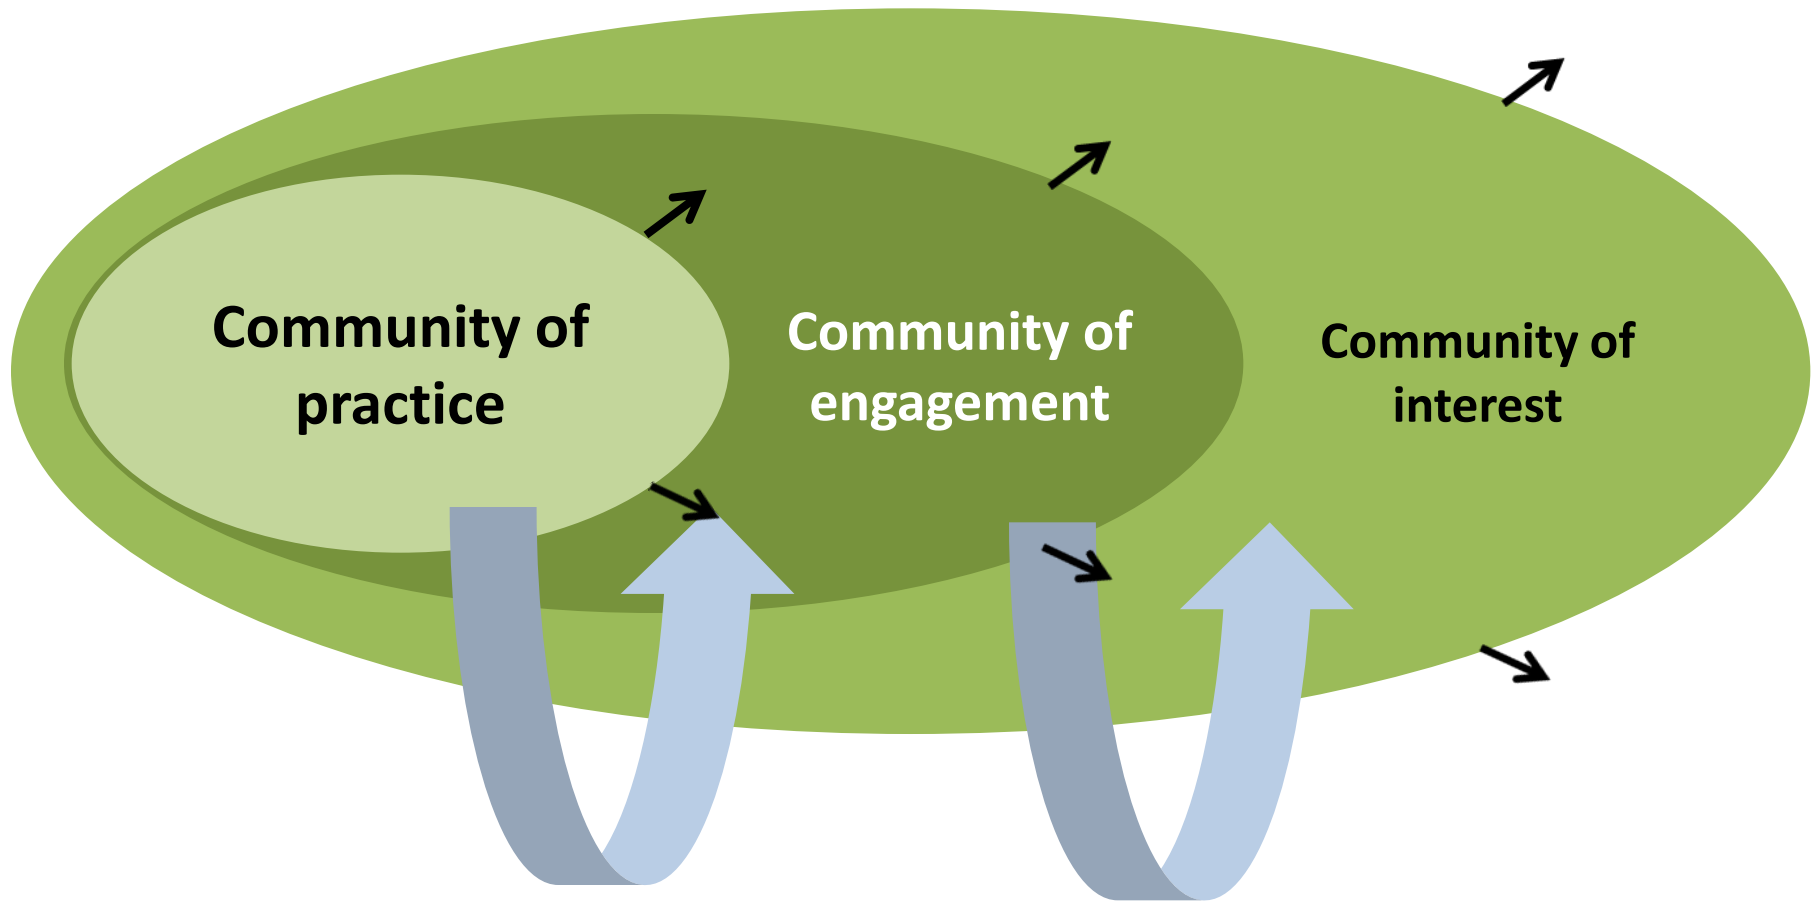 Community of
practice
Community of
engagement
Community of
interest